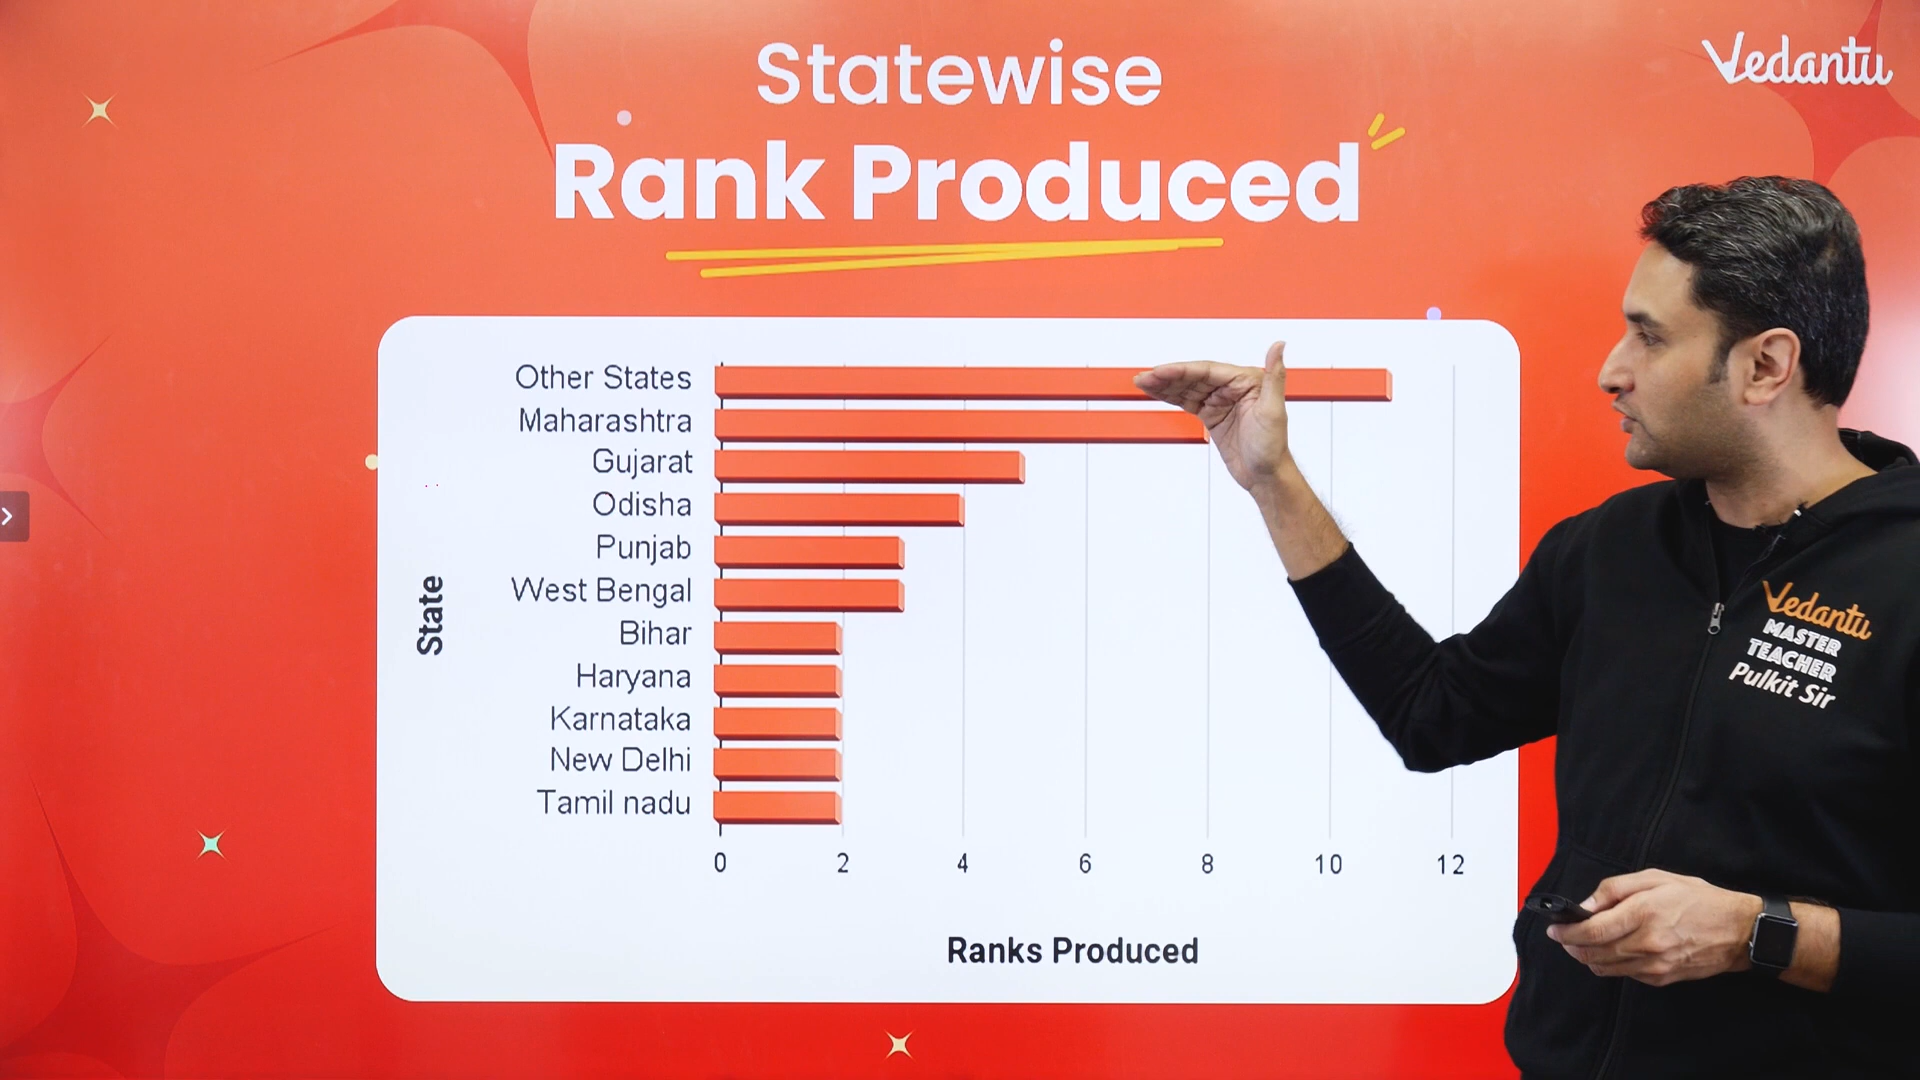 Statewise
Rank Produced
Vedantu
Other States
Maharashtra
Gujarat
Odisha
Punjab
West Bengal
Bihar
Haryana
Karnataka
New Delhi
Tamil nadu
State
0 2 4 6 8 10 12
Ranks Produced
Vedantu
MASTER
TEACHER
Pulkit Sir